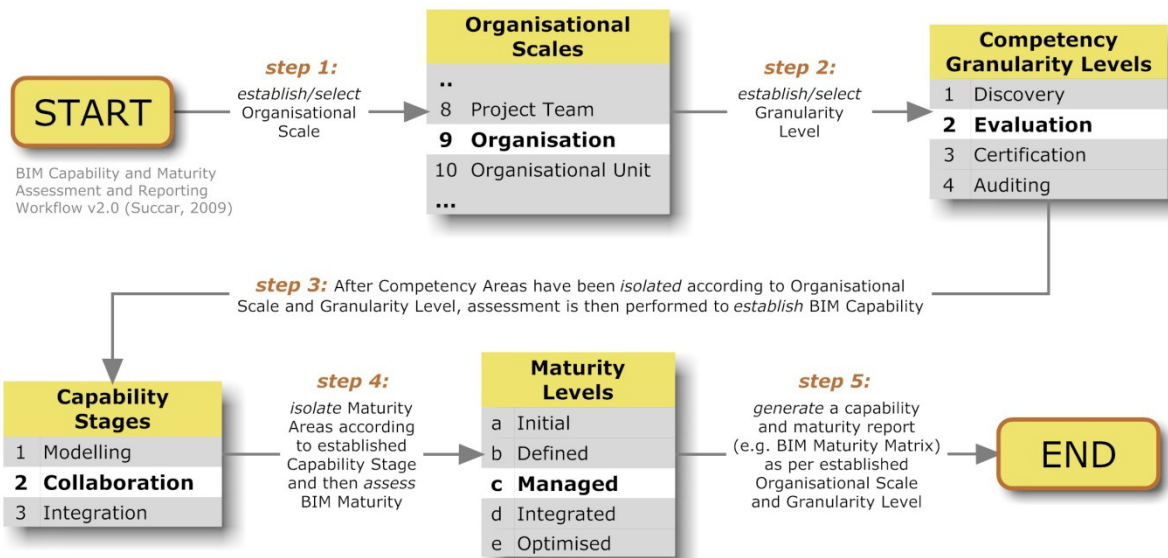 START
BIM Capability and Maturity
Assessment and Reporting
Workflow v2.0 (Succar, 2009)
step 1:
establish/select
Organisational
Scale
Organisational
Scales
..
8 Project Team
9 Organisation
10 Organisational Unit
...
step 2:
establish/select
Granularity
Level
Competency
Granularity Levels
1 Discovery
2 Evaluation
3 Certification
4 Auditing
step 3: After Competency Areas have been isolated according to Organisational
Scale and Granularity Level, assessment is then performed to establish BIM Capability
Capability
Stages
1 Modelling
2 Collaboration
3 Integration
step 4:
isolate Maturity
Areas according
to established
Capability Stage
and then assess
BIM Maturity
Maturity
Levels
a Initial
b Defined
c Managed
d Integrated
e Optimised
step 5:
generate a capability
and maturity report
(e.g. BIM Maturity Matrix)
as per established
Organisational Scale
and Granularity Level
END